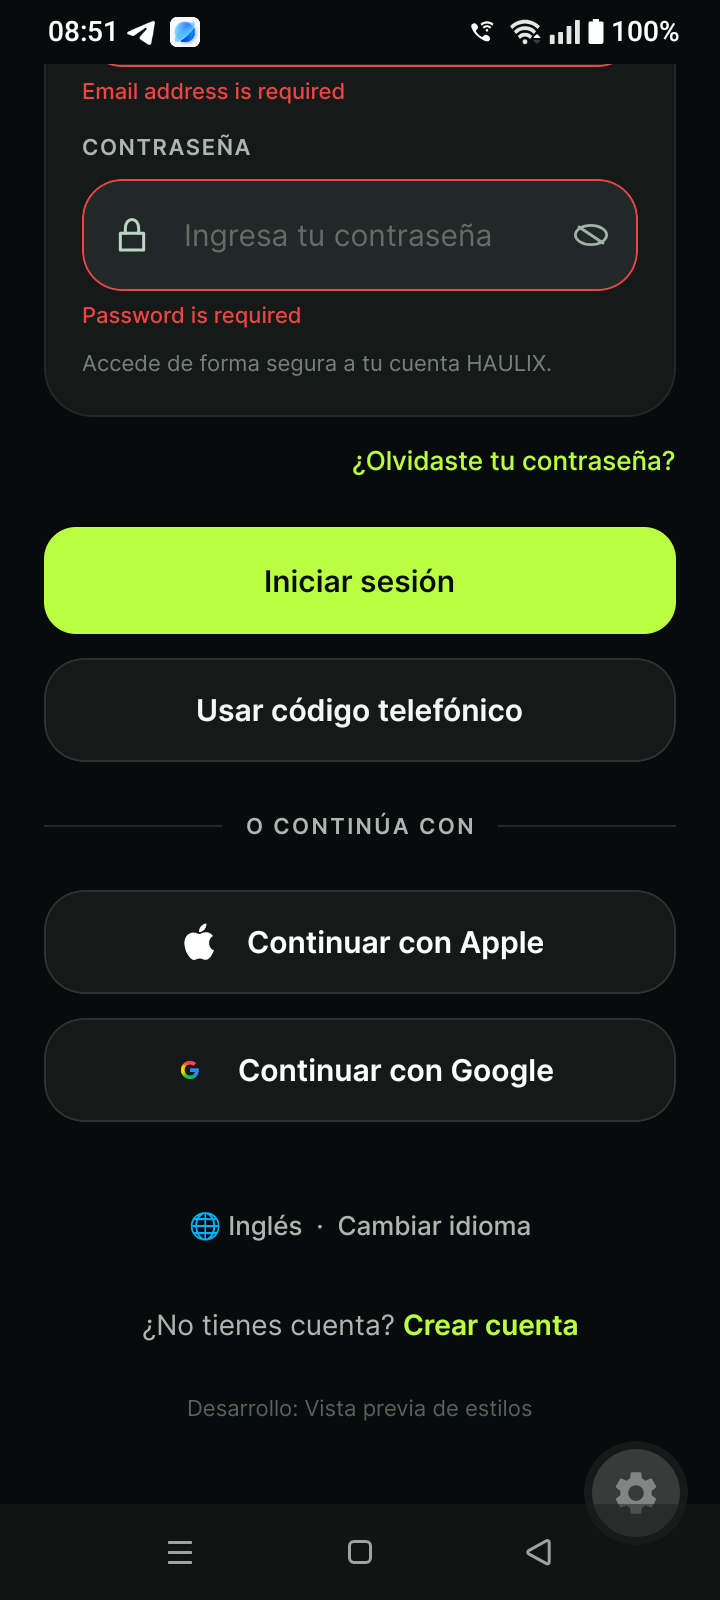 08:51
100%
Email address is required
CONTRASEÑA
Ingresa tu contraseña
Password is required
Accede de forma segura a tu cuenta HAULIX.
¿Olvidaste tu contraseña?
Iniciar sesión
Usar código telefónico
O CONTINÚA CON
Continuar con Apple
Continuar con Google
Inglés · Cambiar idioma
¿No tienes cuenta? Crear cuenta
Desarrollo: Vista previa de estilos